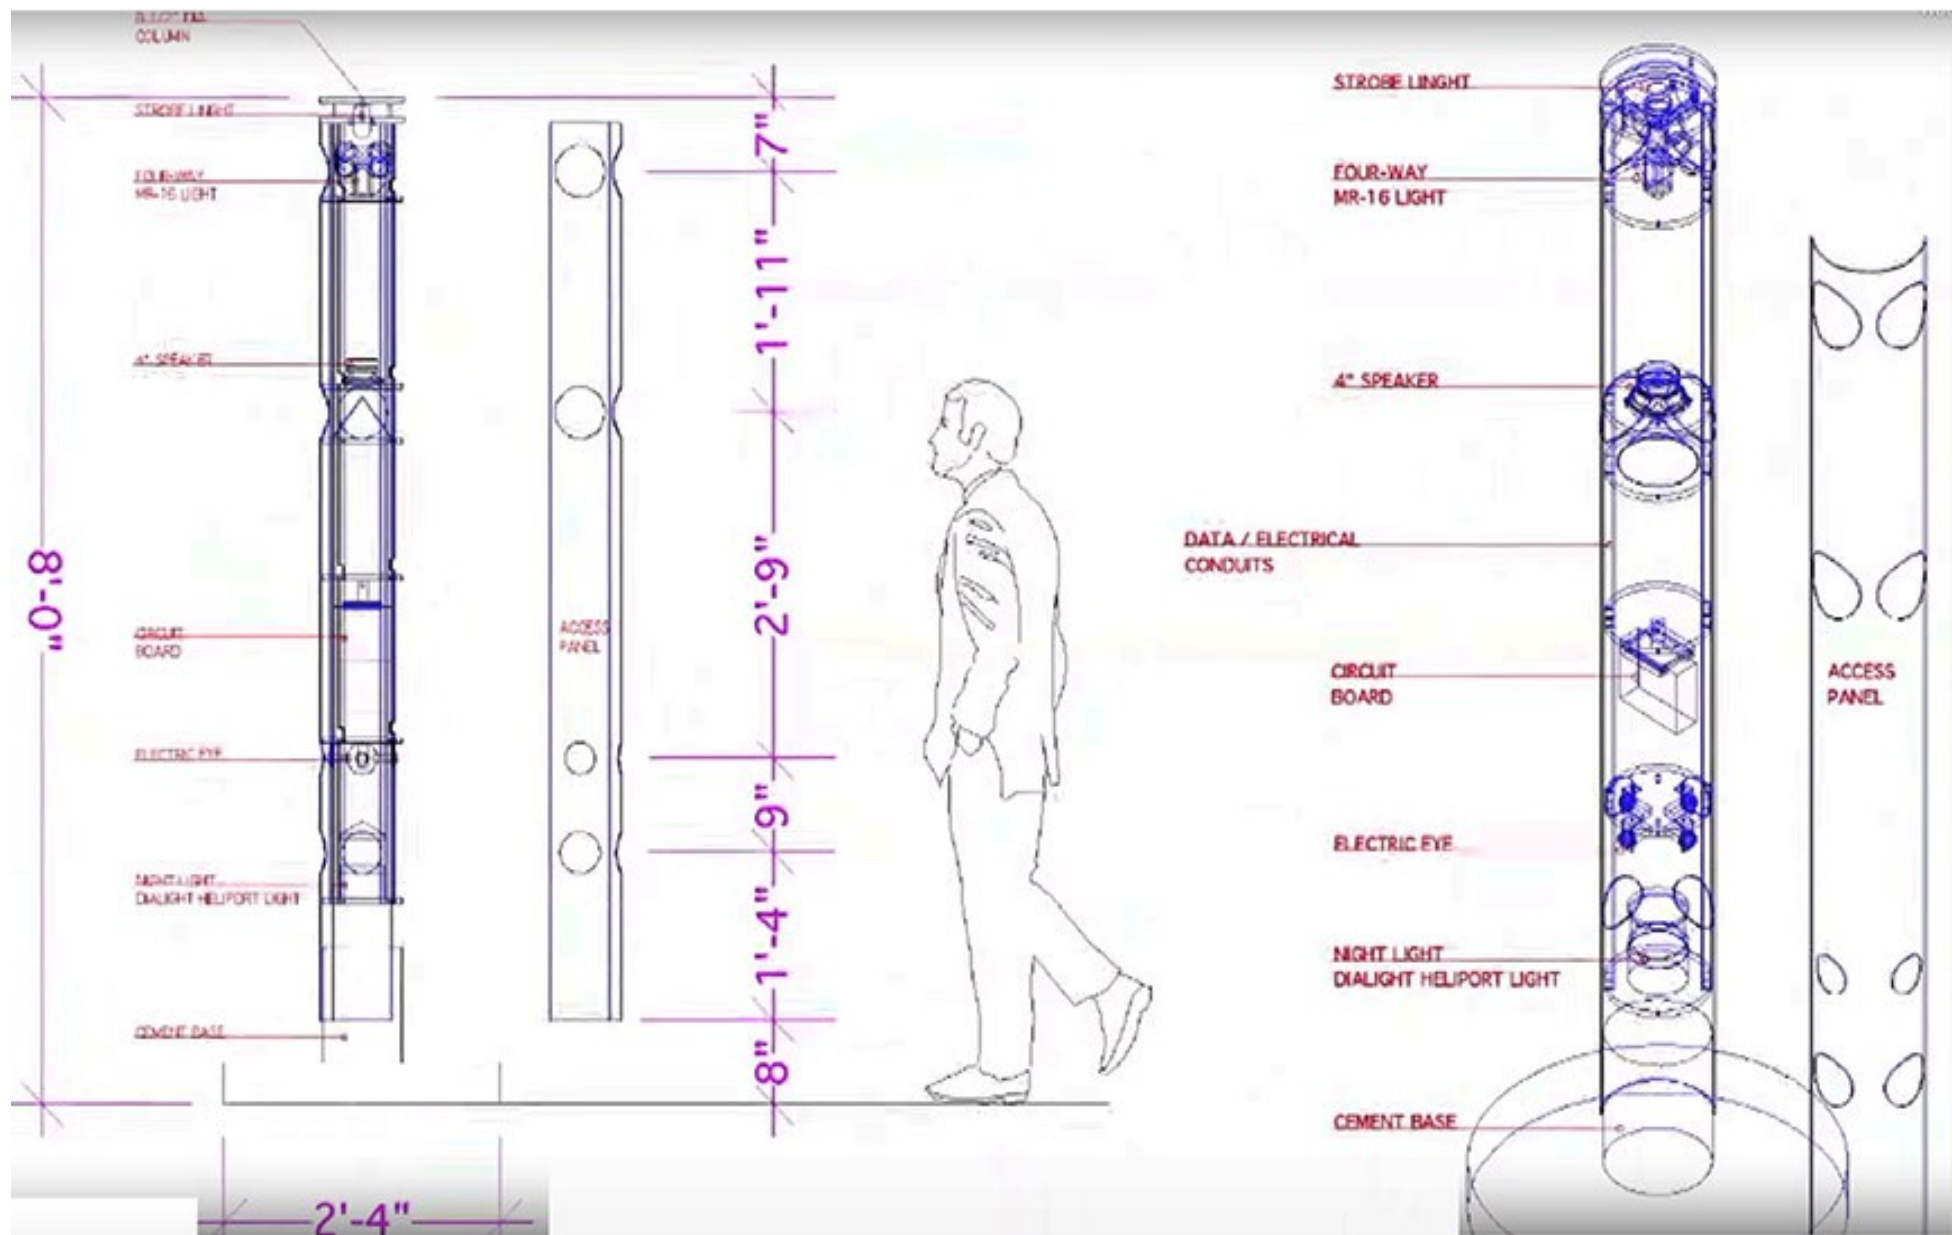 COLUMN
STROBE LINGHT
FOUR-WAY
MR-16 LIGHT
4" SPEAKER
CIRCUIT
BOARD
ELECTRIC EYE
NIGHT LIGHT
DIALIGHT HELIPORT LIGHT
CEMENT BASE
8'-0"
2'-4"
ACCESS
PANEL
7"
1'-11"
2'-9"
9"
1'-4"
8"
STROBE LINGHT
FOUR-WAY
MR-16 LIGHT
4" SPEAKER
DATA / ELECTRICAL
CONDUITS
CIRCUIT
BOARD
ELECTRIC EYE
NIGHT LIGHT
DIALIGHT HELIPORT LIGHT
CEMENT BASE
ACCESS
PANEL